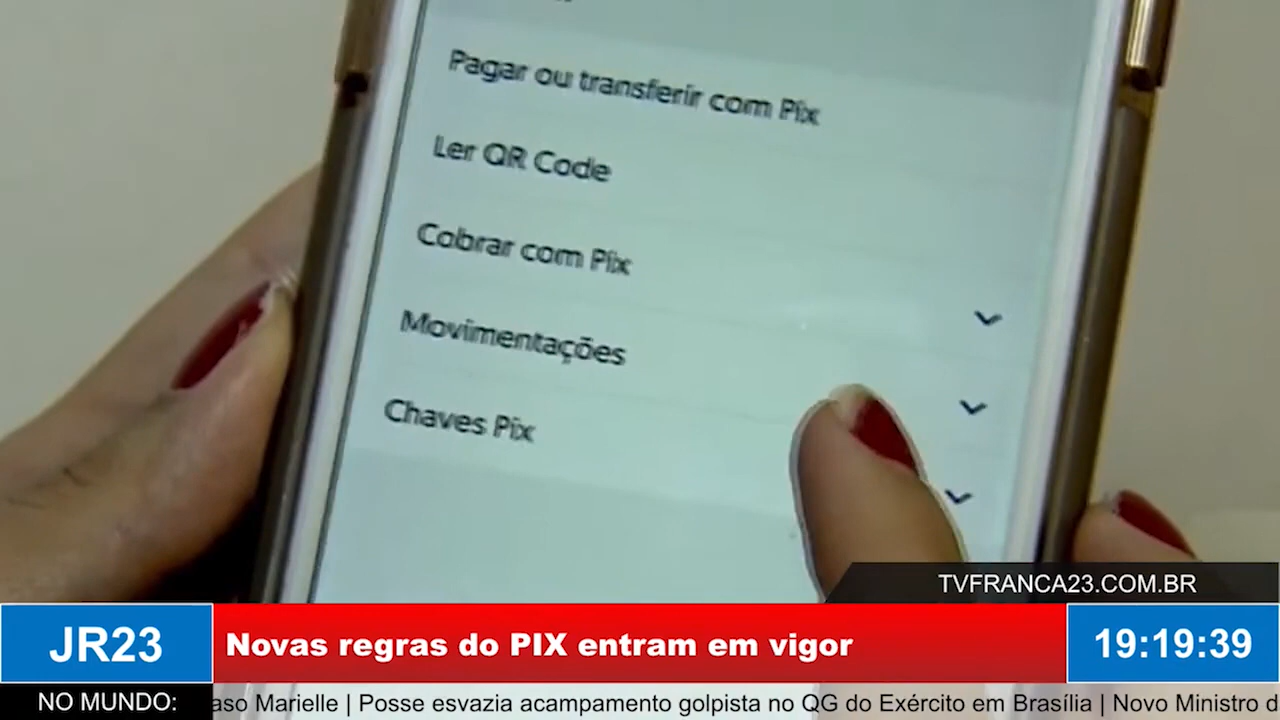 Pagar ou transferir com Pix
Ler QR Code
Cobrar com Pix
Movimentações
Chaves Pix
TVFRANCA23.COM.BR
JR23
Novas regras do PIX entram em vigor
19:19:39
NO MUNDO:
aso Marielle | Posse esvazia acampamento golpista no QG do Exército em Brasília | Novo Ministro d